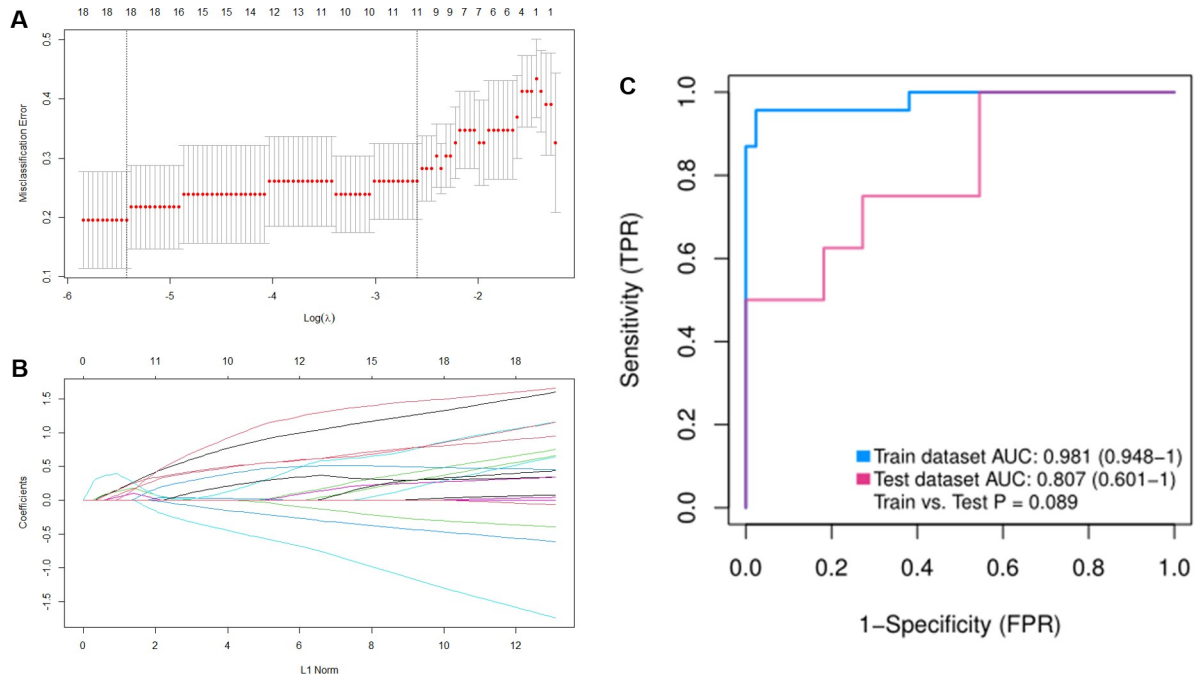 A
18 18 18 18 16 15 15 14 12 13 11 10 10 11 11 9 9 7 7 6 6 4 1 1
Misclassification Error
0.5
0.4
0.3
0.2
0.1
-6 -5 -4 -3 -2
Log(λ)
B
0 11 10 12 15 18 18
Coefficients
1.5
1.0
0.5
0.0
-0.5
-1.0
-1.5
0 2 4 6 8 10 12
L1 Norm
C
Sensitivity (TPR)
1.0
0.8
0.6
0.4
0.2
0.0
Train dataset AUC: 0.981 (0.948−1)
Test dataset AUC: 0.807 (0.601−1)
Train vs. Test P = 0.089
0.0 0.2 0.4 0.6 0.8 1.0
1−Specificity (FPR)